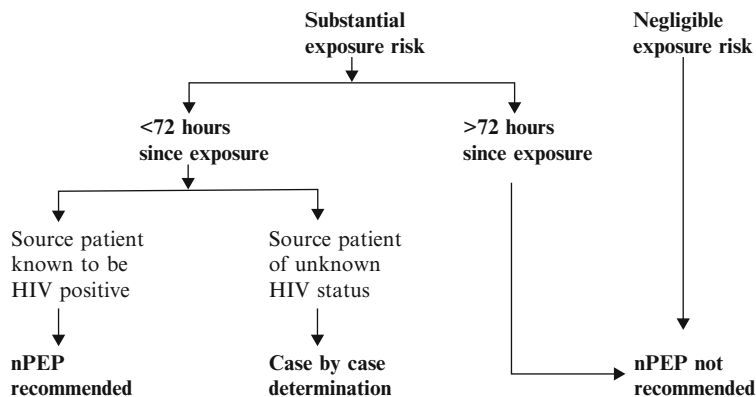 Substantial
exposure risk
Negligible
exposure risk
<72 hours
since exposure
>72 hours
since exposure
Source patient
known to be
HIV positive
Source patient
of unknown
HIV status
nPEP
recommended
Case by case
determination
nPEP not
recommended